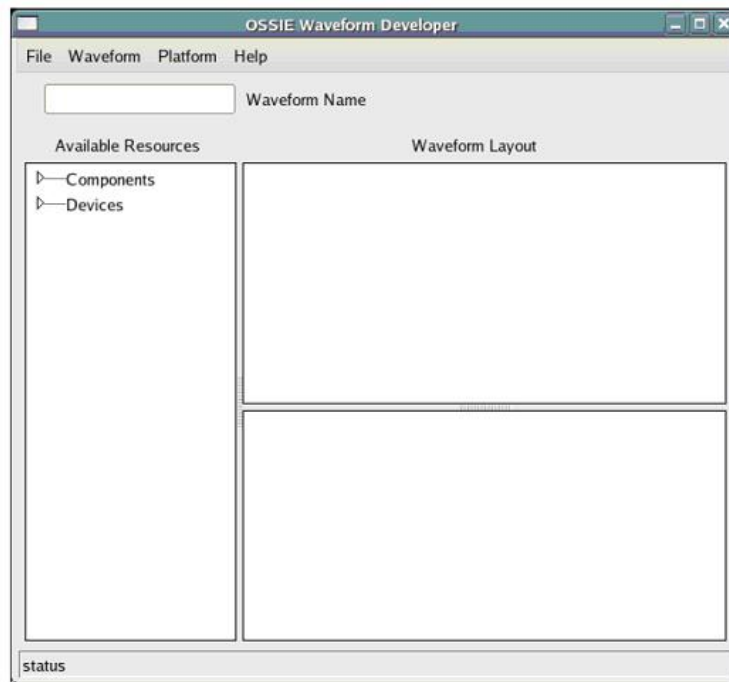 OSSIE Waveform Developer
File Waveform Platform Help
Waveform Name
Available Resources
Waveform Layout
Components
Devices
status